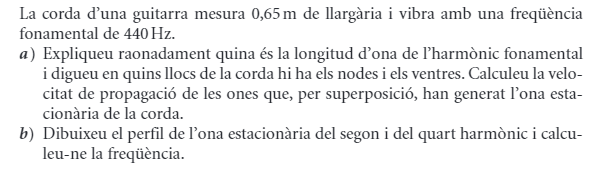 La corda d'una guitarra mesura 0,65 m de llargària i vibra amb una freqüència
fonamental de 440 Hz.
a) Expliqueu raonadament quina és la longitud d'ona de l'harmònic fonamental
i digueu en quins llocs de la corda hi ha els nodes i els ventres. Calculeu la velo-
citat de propagació de les ones que, per superposició, han generat l'ona esta-
cionària de la corda.
b) Dibuixeu el perfil de l'ona estacionària del segon i del quart harmònic i calcu-
leu-ne la freqüència.